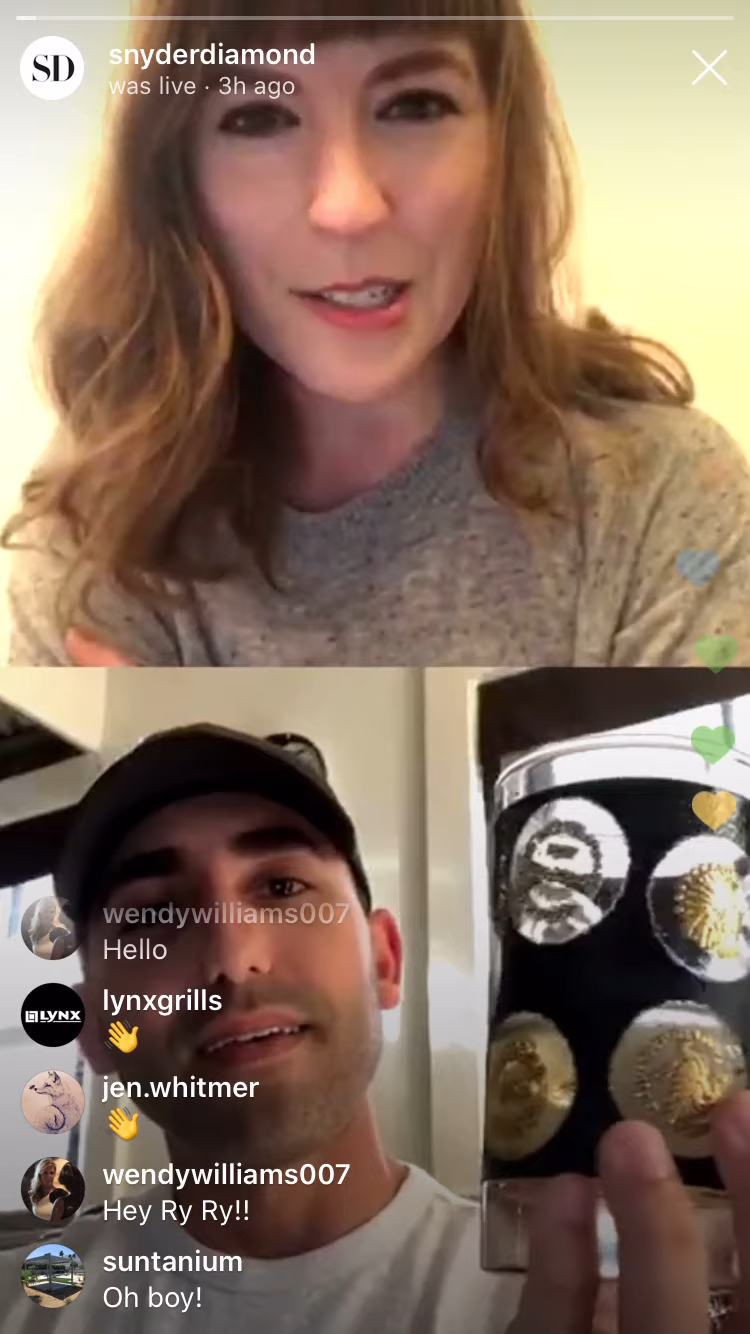 SD
snyderdiamond
was live · 3h ago
wendywilliams007
Hello
LYNX
lynxgrills
👋
jen.whitmer
👋
wendywilliams007
Hey Ry Ry!!
suntanium
Oh boy!